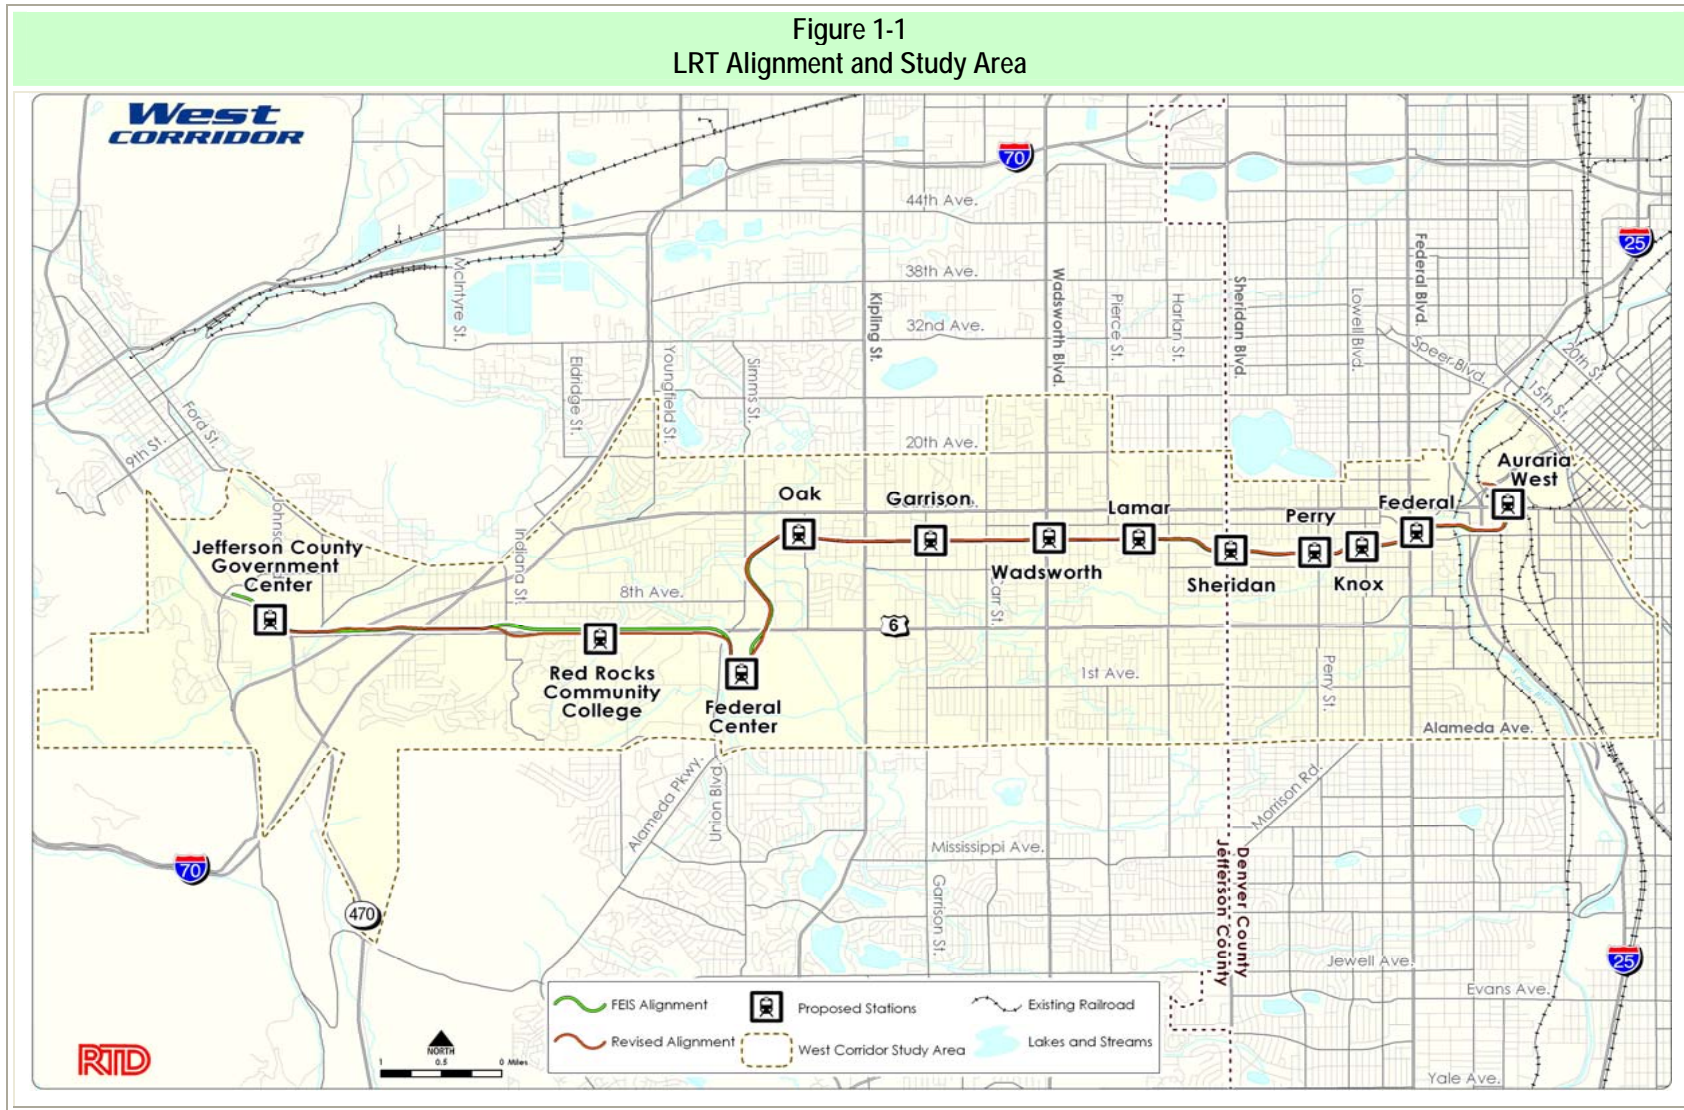 Figure 1-1
LRT Alignment and Study Area
West
CORRIDOR
70
44th Ave.
25
38th Ave.
McIntyre St.
Kipling St.
Wadsworth Blvd.
Pierce St.
Harlan St.
Sheridan Blvd.
Lowell Blvd.
Federal Blvd.
32nd Ave.
Speer Blvd.
20th St.
15th St.
Eldridge St.
Youngfield St.
Simms St.
Ford St.
9th St.
20th Ave.
Auraria
West
Oak
Garrison
Lamar
Perry
Federal
Indiana St.
Jefferson County
Government
Center
8th Ave.
Wadsworth
Sheridan
Knox
6
Red Rocks
Community
College
Federal
Center
1st Ave.
Perry St.
Alameda Ave.
Alameda Pkwy.
Union Blvd.
Morrison Rd.
Mississippi Ave.
Garrison St.
Denver County
Jefferson County
70
470
Jewell Ave.
25
Evans Ave.
FEIS Alignment
Proposed Stations
Existing Railroad
Revised Alignment
West Corridor Study Area
Lakes and Streams
RTD
NORTH
1 0.5 0 Miles
Yale Ave.